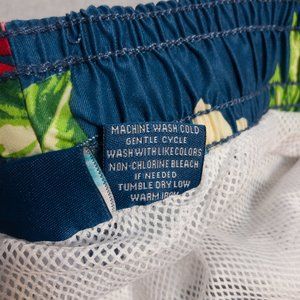 MACHINE WASH COLD
GENTLE CYCLE
WASH WITH LIKE COLORS
NON-CHLORINE BLEACH
IF NEEDED
TUMBLE DRY LOW
WARM IRON